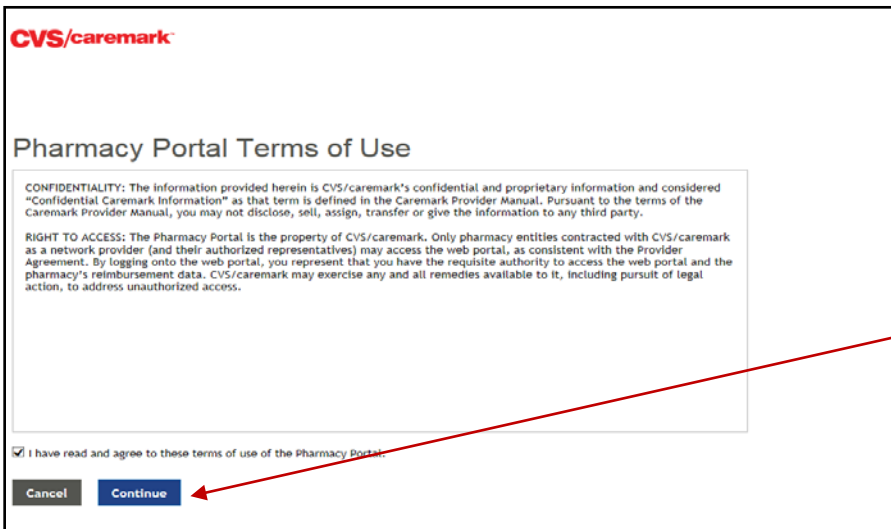 CVS/caremark
Pharmacy Portal Terms of Use
CONFIDENTIALITY: The information provided herein is CVS/caremark's confidential and proprietary information and considered
"Confidential Caremark Information" as that term is defined in the Caremark Provider Manual. Pursuant to the terms of the
Caremark Provider Manual, you may not disclose, sell, assign, transfer or give the information to any third party.
RIGHT TO ACCESS: The Pharmacy Portal is the property of CVS/caremark. Only pharmacy entities contracted with CVS/caremark
as a network provider (and their authorized representatives) may access the web portal, as consistent with the Provider
Agreement. By logging onto the web portal, you represent that you have the requisite authority to access the web portal and the
pharmacy's reimbursement data. CVS/caremark may exercise any and all remedies available to it, including pursuit of legal
action, to address unauthorized access.
I have read and agree to these terms of use of the Pharmacy Portal.
Cancel Continue